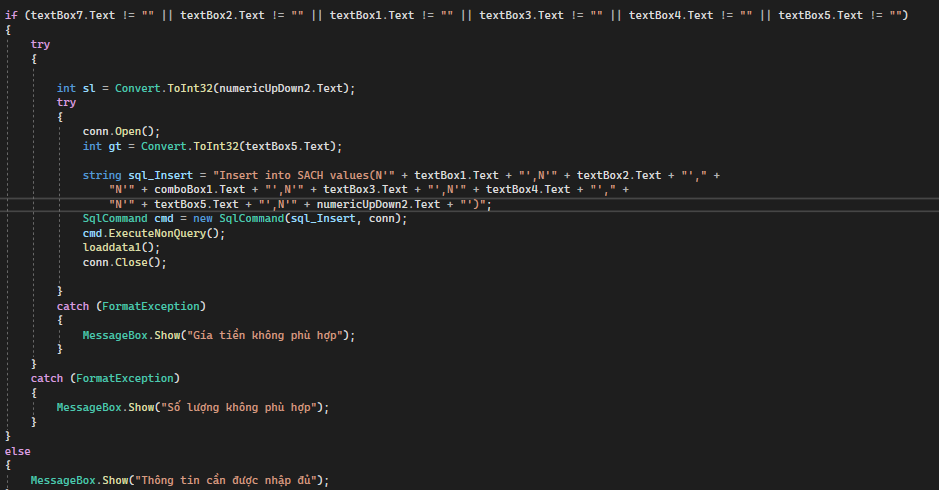 if (textBox7.Text != "" || textBox2.Text != "" || textBox1.Text != "" || textBox3.Text != "" || textBox4.Text != "" || textBox5.Text != "")
{
try
{
int sl = Convert.ToInt32(numericUpDown2.Text);
try
{
conn.Open();
int gt = Convert.ToInt32(textBox5.Text);
string sql_Insert = "Insert into SACH values(N'" + textBox1.Text + "',N'" + textBox2.Text + "'," +
"N'" + comboBox1.Text + "',N'" + textBox3.Text + "',N'" + textBox4.Text + "'," +
"N'" + textBox5.Text + "',N'" + numericUpDown2.Text + "')";
SqlCommand cmd = new SqlCommand(sql_Insert, conn);
cmd.ExecuteNonQuery();
loaddata1();
conn.Close();
}
catch (FormatException)
{
MessageBox.Show("Gía tiền không phù hợp");
}
}
catch (FormatException)
{
MessageBox.Show("Số lượng không phù hợp");
}
}
else
{
MessageBox.Show("Thông tin cần được nhập đủ");